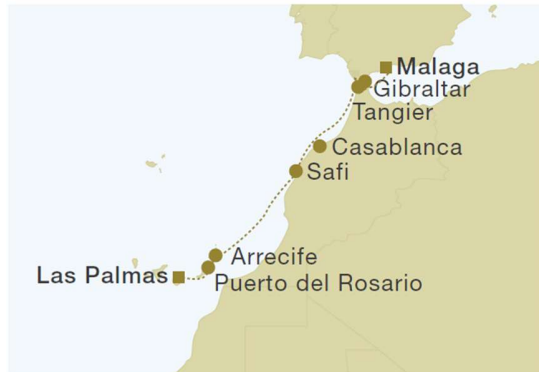 Malaga
Gibraltar
Tangier
Casablanca
Safi
Arrecife
Las Palmas
Puerto del Rosario